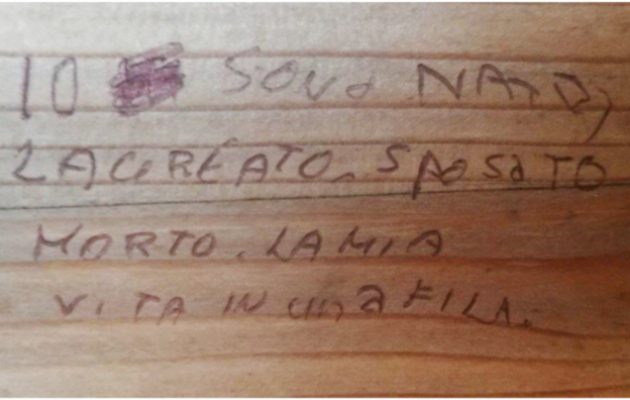 IO SONO NATO,
LAUREATO. SPOSATO
MORTO. LA MIA
VITA IN UNA FILA.